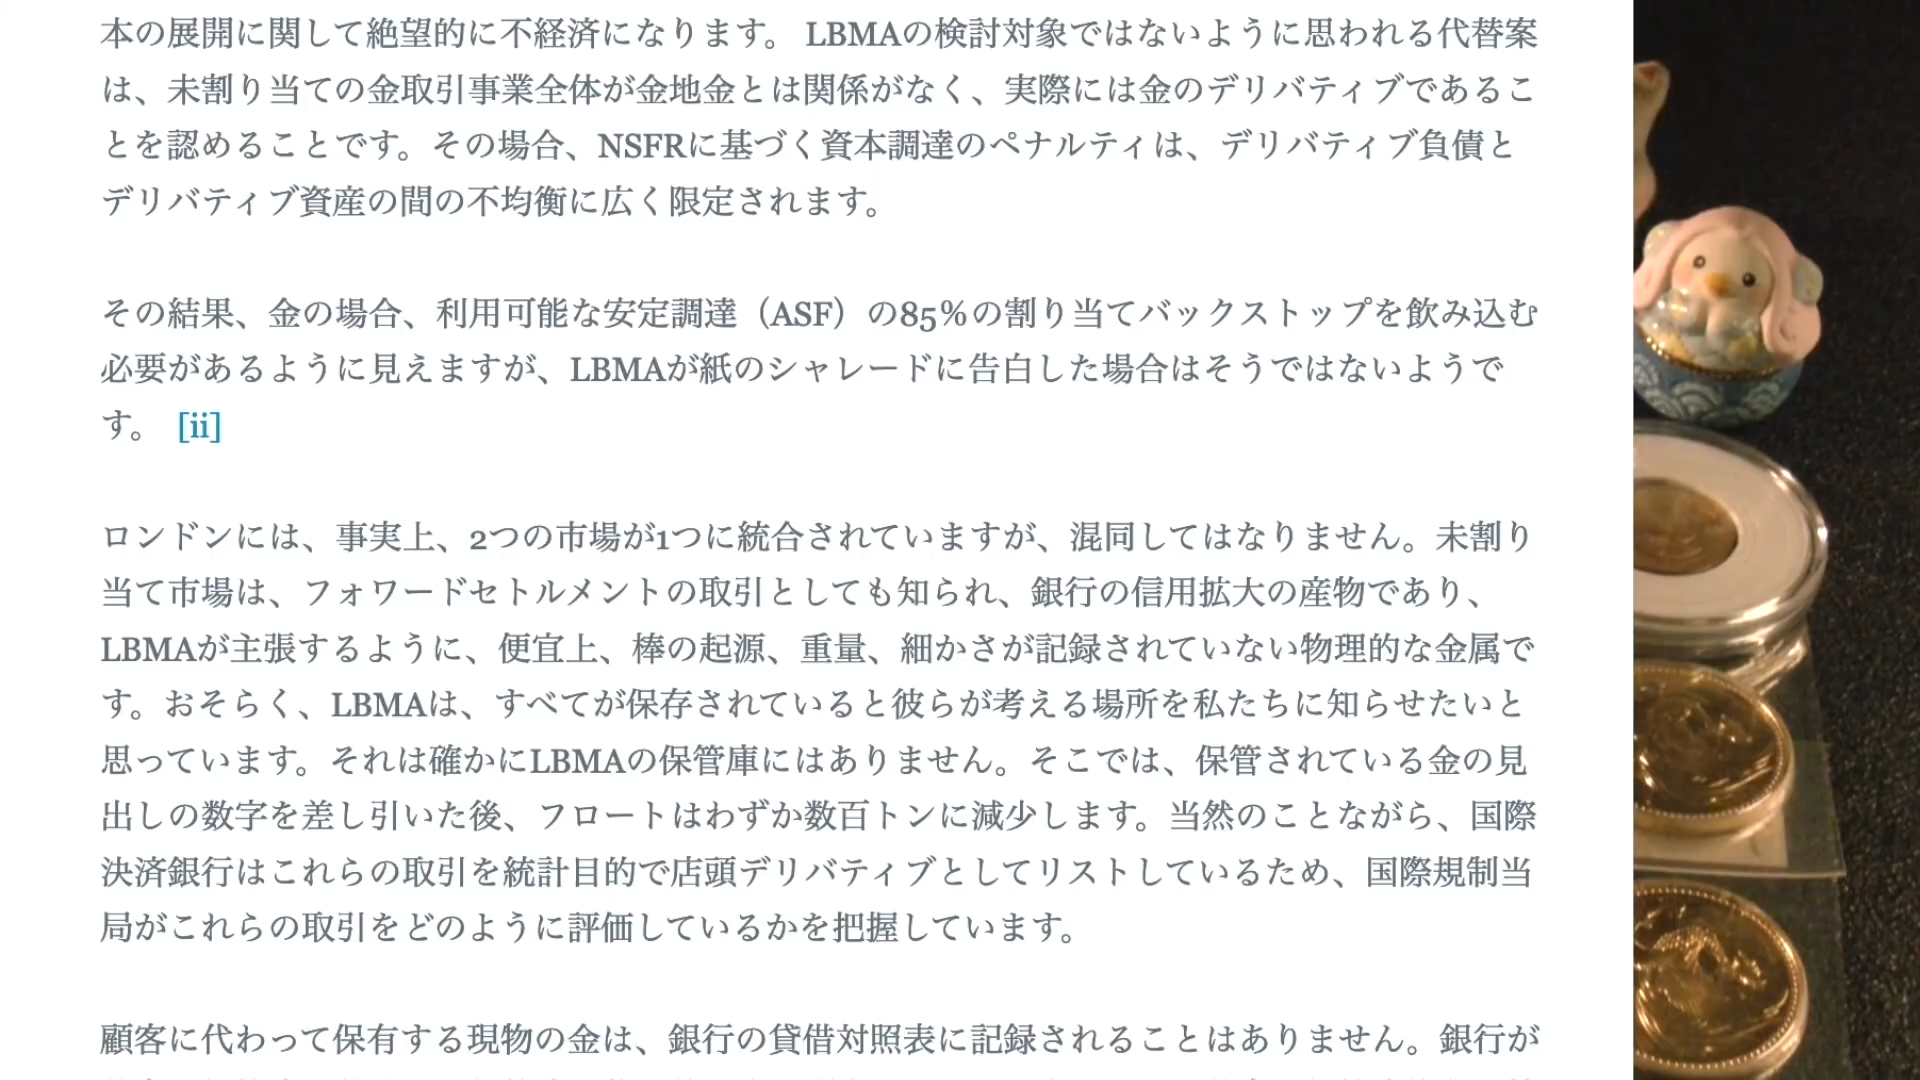 本の展開に関して絶望的に不経済になります。 LBMAの検討対象ではないように思われる代替案
は、未割り当ての金取引事業全体が金地金とは関係がなく、実際には金のデリバティブであるこ
とを認めることです。その場合、NSFRに基づく資本調達のペナルティは、デリバティブ負債と
デリバティブ資産の間の不均衡に広く限定されます。
その結果、金の場合、利用可能な安定調達（ASF）の85％の割り当てバックストップを飲み込む
必要があるように見えますが、LBMAが紙のシャレードに告白した場合はそうではないようで
す。 [ii]
ロンドンには、事実上、2つの市場が1つに統合されていますが、混同してはなりません。未割り
当て市場は、フォワードセトルメントの取引としても知られ、銀行の信用拡大の産物であり、
LBMAが主張するように、便宜上、棒の起源、重量、細かさが記録されていない物理的な金属で
す。おそらく、LBMAは、すべてが保存されていると彼らが考える場所を私たちに知らせたいと
思っています。それは確かにLBMAの保管庫にはありません。そこでは、保管されている金の見
出しの数字を差し引いた後、フロートはわずか数百トンに減少します。当然のことながら、国際
決済銀行はこれらの取引を統計目的で店頭デリバティブとしてリストしているため、国際規制当
局がこれらの取引をどのように評価しているかを把握しています。
顧客に代わって保有する現物の金は、銀行の貸借対照表に記録されることはありません。銀行が